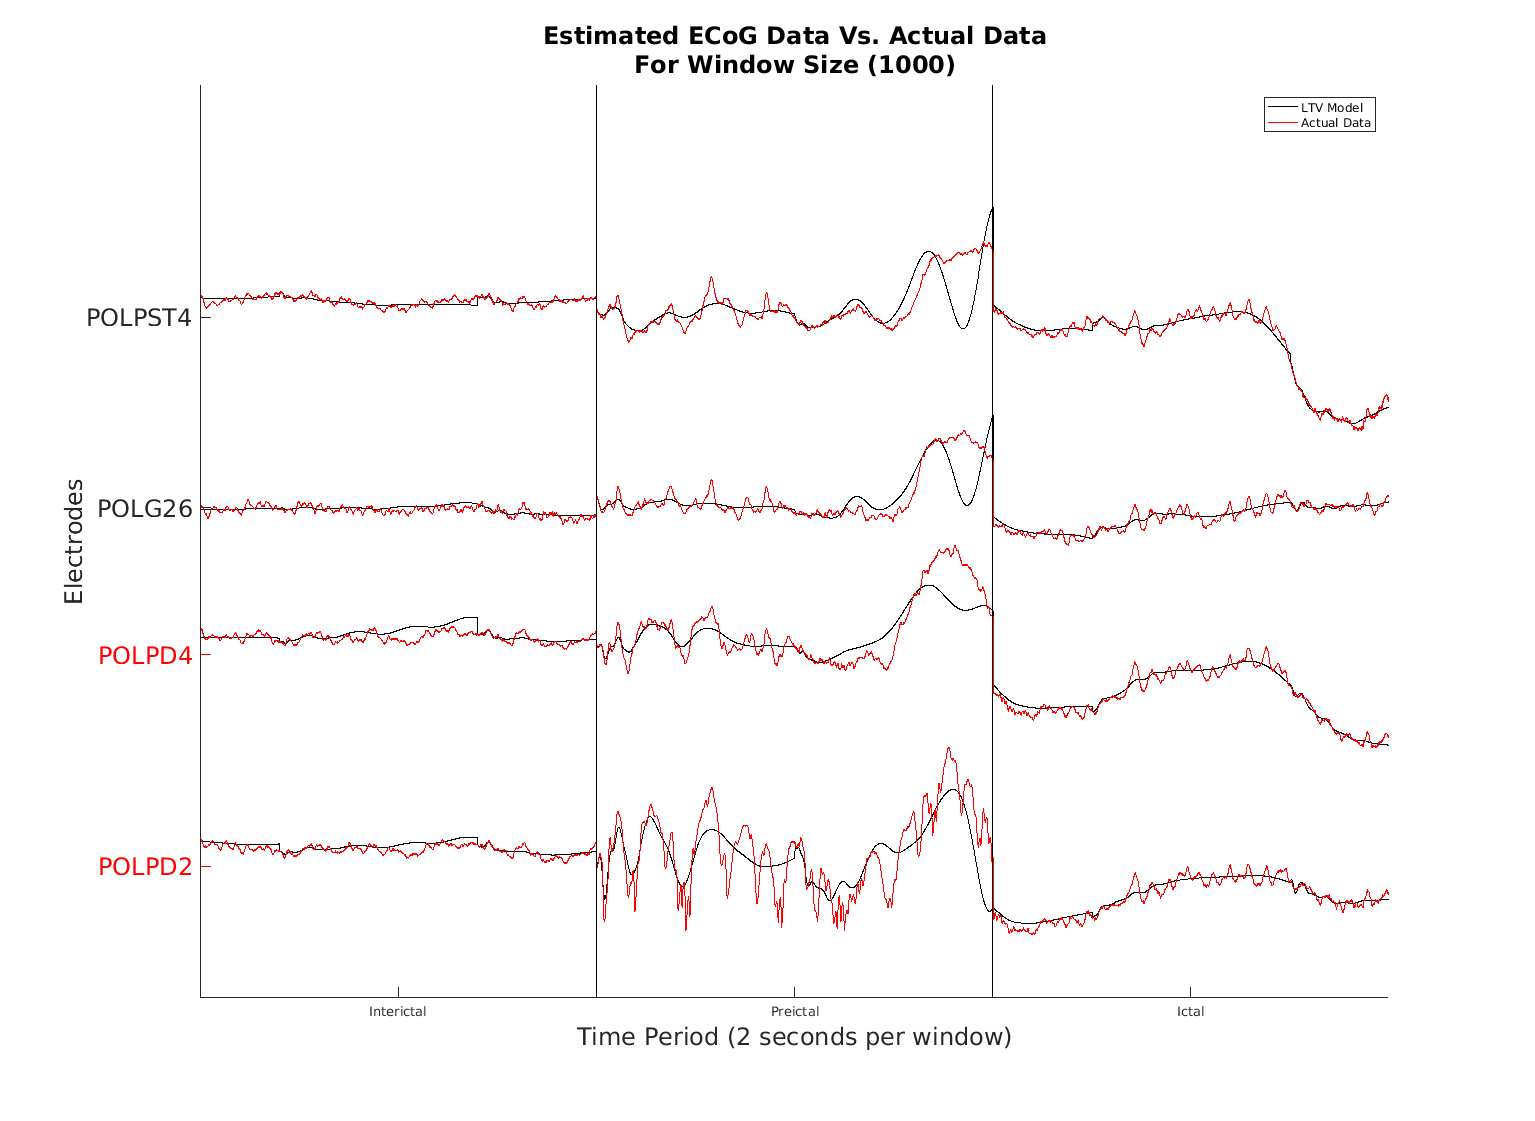 Estimated ECoG Data Vs. Actual Data
For Window Size (1000)
LTV Model
Actual Data
Electrodes
POLPST4
POLG26
POLPD4
POLPD2
Interictal
Preictal
Ictal
Time Period (2 seconds per window)